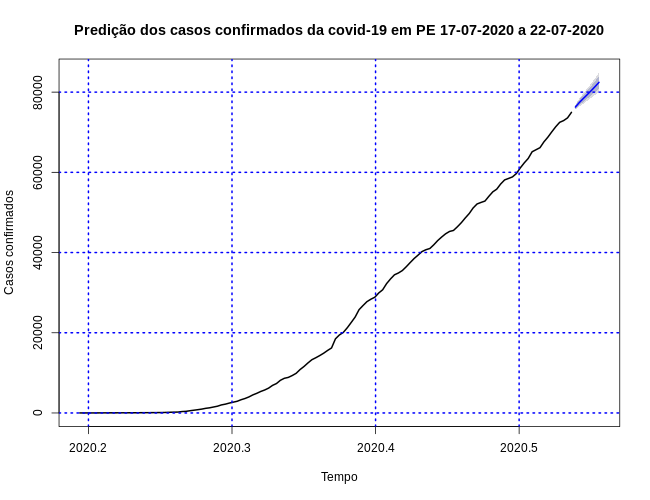 Predição dos casos confirmados da covid-19 em PE 17-07-2020 a 22-07-2020
80000
60000
40000
20000
0
Casos confirmados
2020.2 2020.3 2020.4 2020.5
Tempo